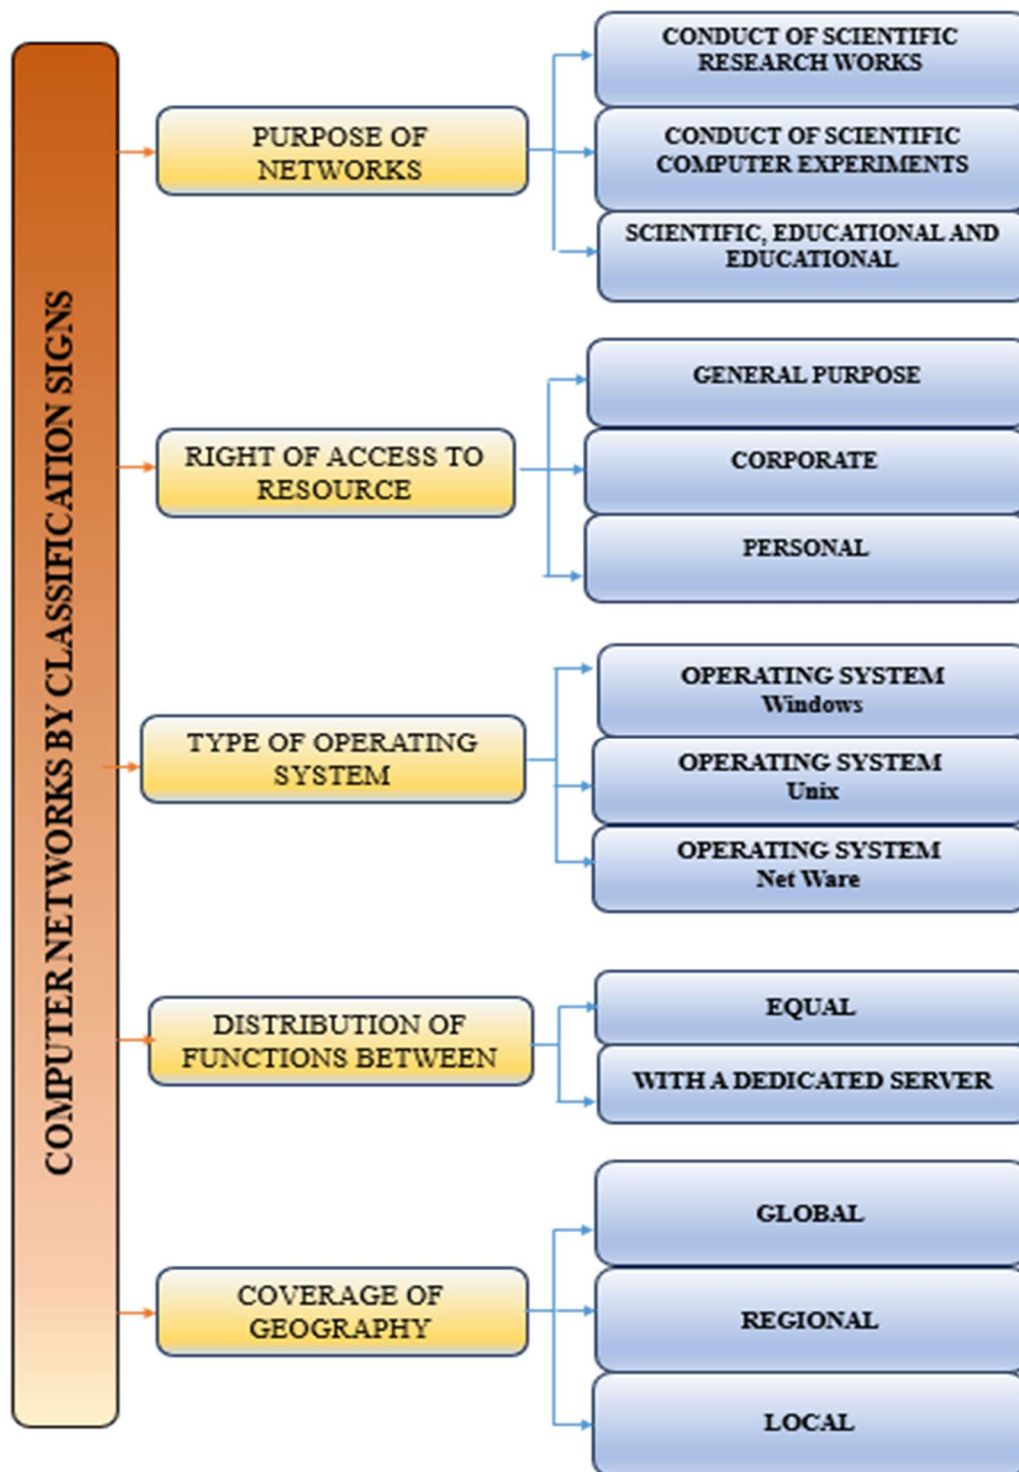 COMPUTER NETWORKS BY CLASSIFICATION SIGNS
PURPOSE OF
NETWORKS
CONDUCT OF SCIENTIFIC
RESEARCH WORKS
CONDUCT OF SCIENTIFIC
COMPUTER EXPERIMENTS
SCIENTIFIC, EDUCATIONAL AND
EDUCATIONAL
RIGHT OF ACCESS TO
RESOURCE
GENERAL PURPOSE
CORPORATE
PERSONAL
TYPE OF OPERATING
SYSTEM
OPERATING SYSTEM
Windows
OPERATING SYSTEM
Unix
OPERATING SYSTEM
Net Ware
DISTRIBUTION OF
FUNCTIONS BETWEEN
EQUAL
WITH A DEDICATED SERVER
COVERAGE OF
GEOGRAPHY
GLOBAL
REGIONAL
LOCAL